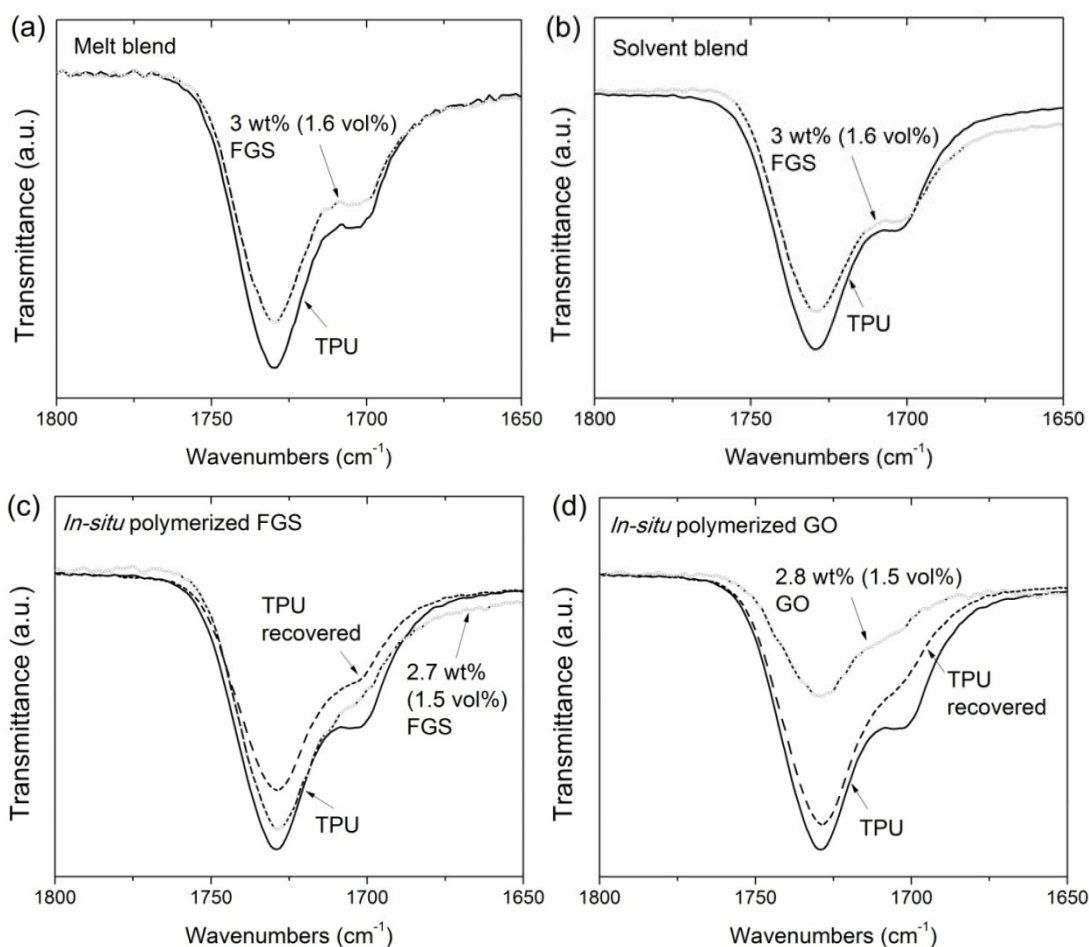 (a)
Melt blend
3 wt% (1.6 vol%)
FGS
TPU
Transmittance (a.u.)
1800
1750
1700
1650
Wavenumbers (cm⁻¹)
(b)
Solvent blend
3 wt% (1.6 vol%)
FGS
TPU
Transmittance (a.u.)
1800
1750
1700
1650
Wavenumbers (cm⁻¹)
(c)
In-situ polymerized FGS
TPU
recovered
2.7 wt%
(1.5 vol%)
FGS
TPU
Transmittance (a.u.)
1800
1750
1700
1650
Wavenumbers (cm⁻¹)
(d)
In-situ polymerized GO
2.8 wt% (1.5 vol%)
GO
TPU
recovered
TPU
Transmittance (a.u.)
1800
1750
1700
1650
Wavenumbers (cm⁻¹)